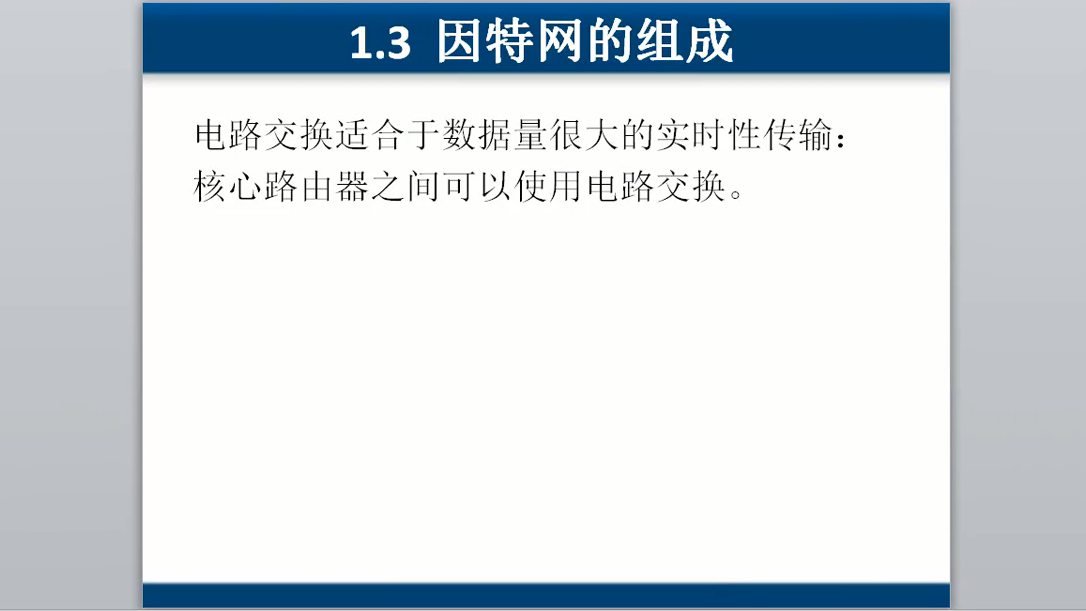 1.3 因特网的组成
电路交换适合于数据量很大的实时性传输：
核心路由器之间可以使用电路交换。